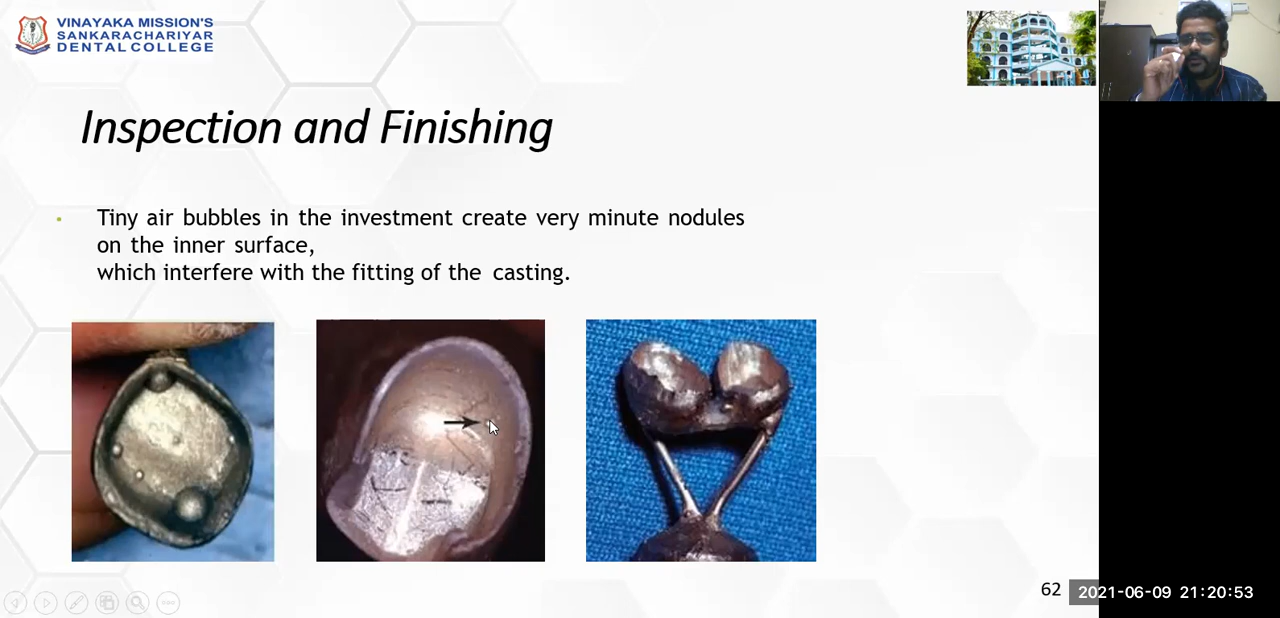 VINAYAKA MISSION'S
SANKARACHARIYAR
DENTAL COLLEGE
Inspection and Finishing
Tiny air bubbles in the investment create very minute nodules
on the inner surface,
which interfere with the fitting of the casting.
62
2021-06-09 21:20:53